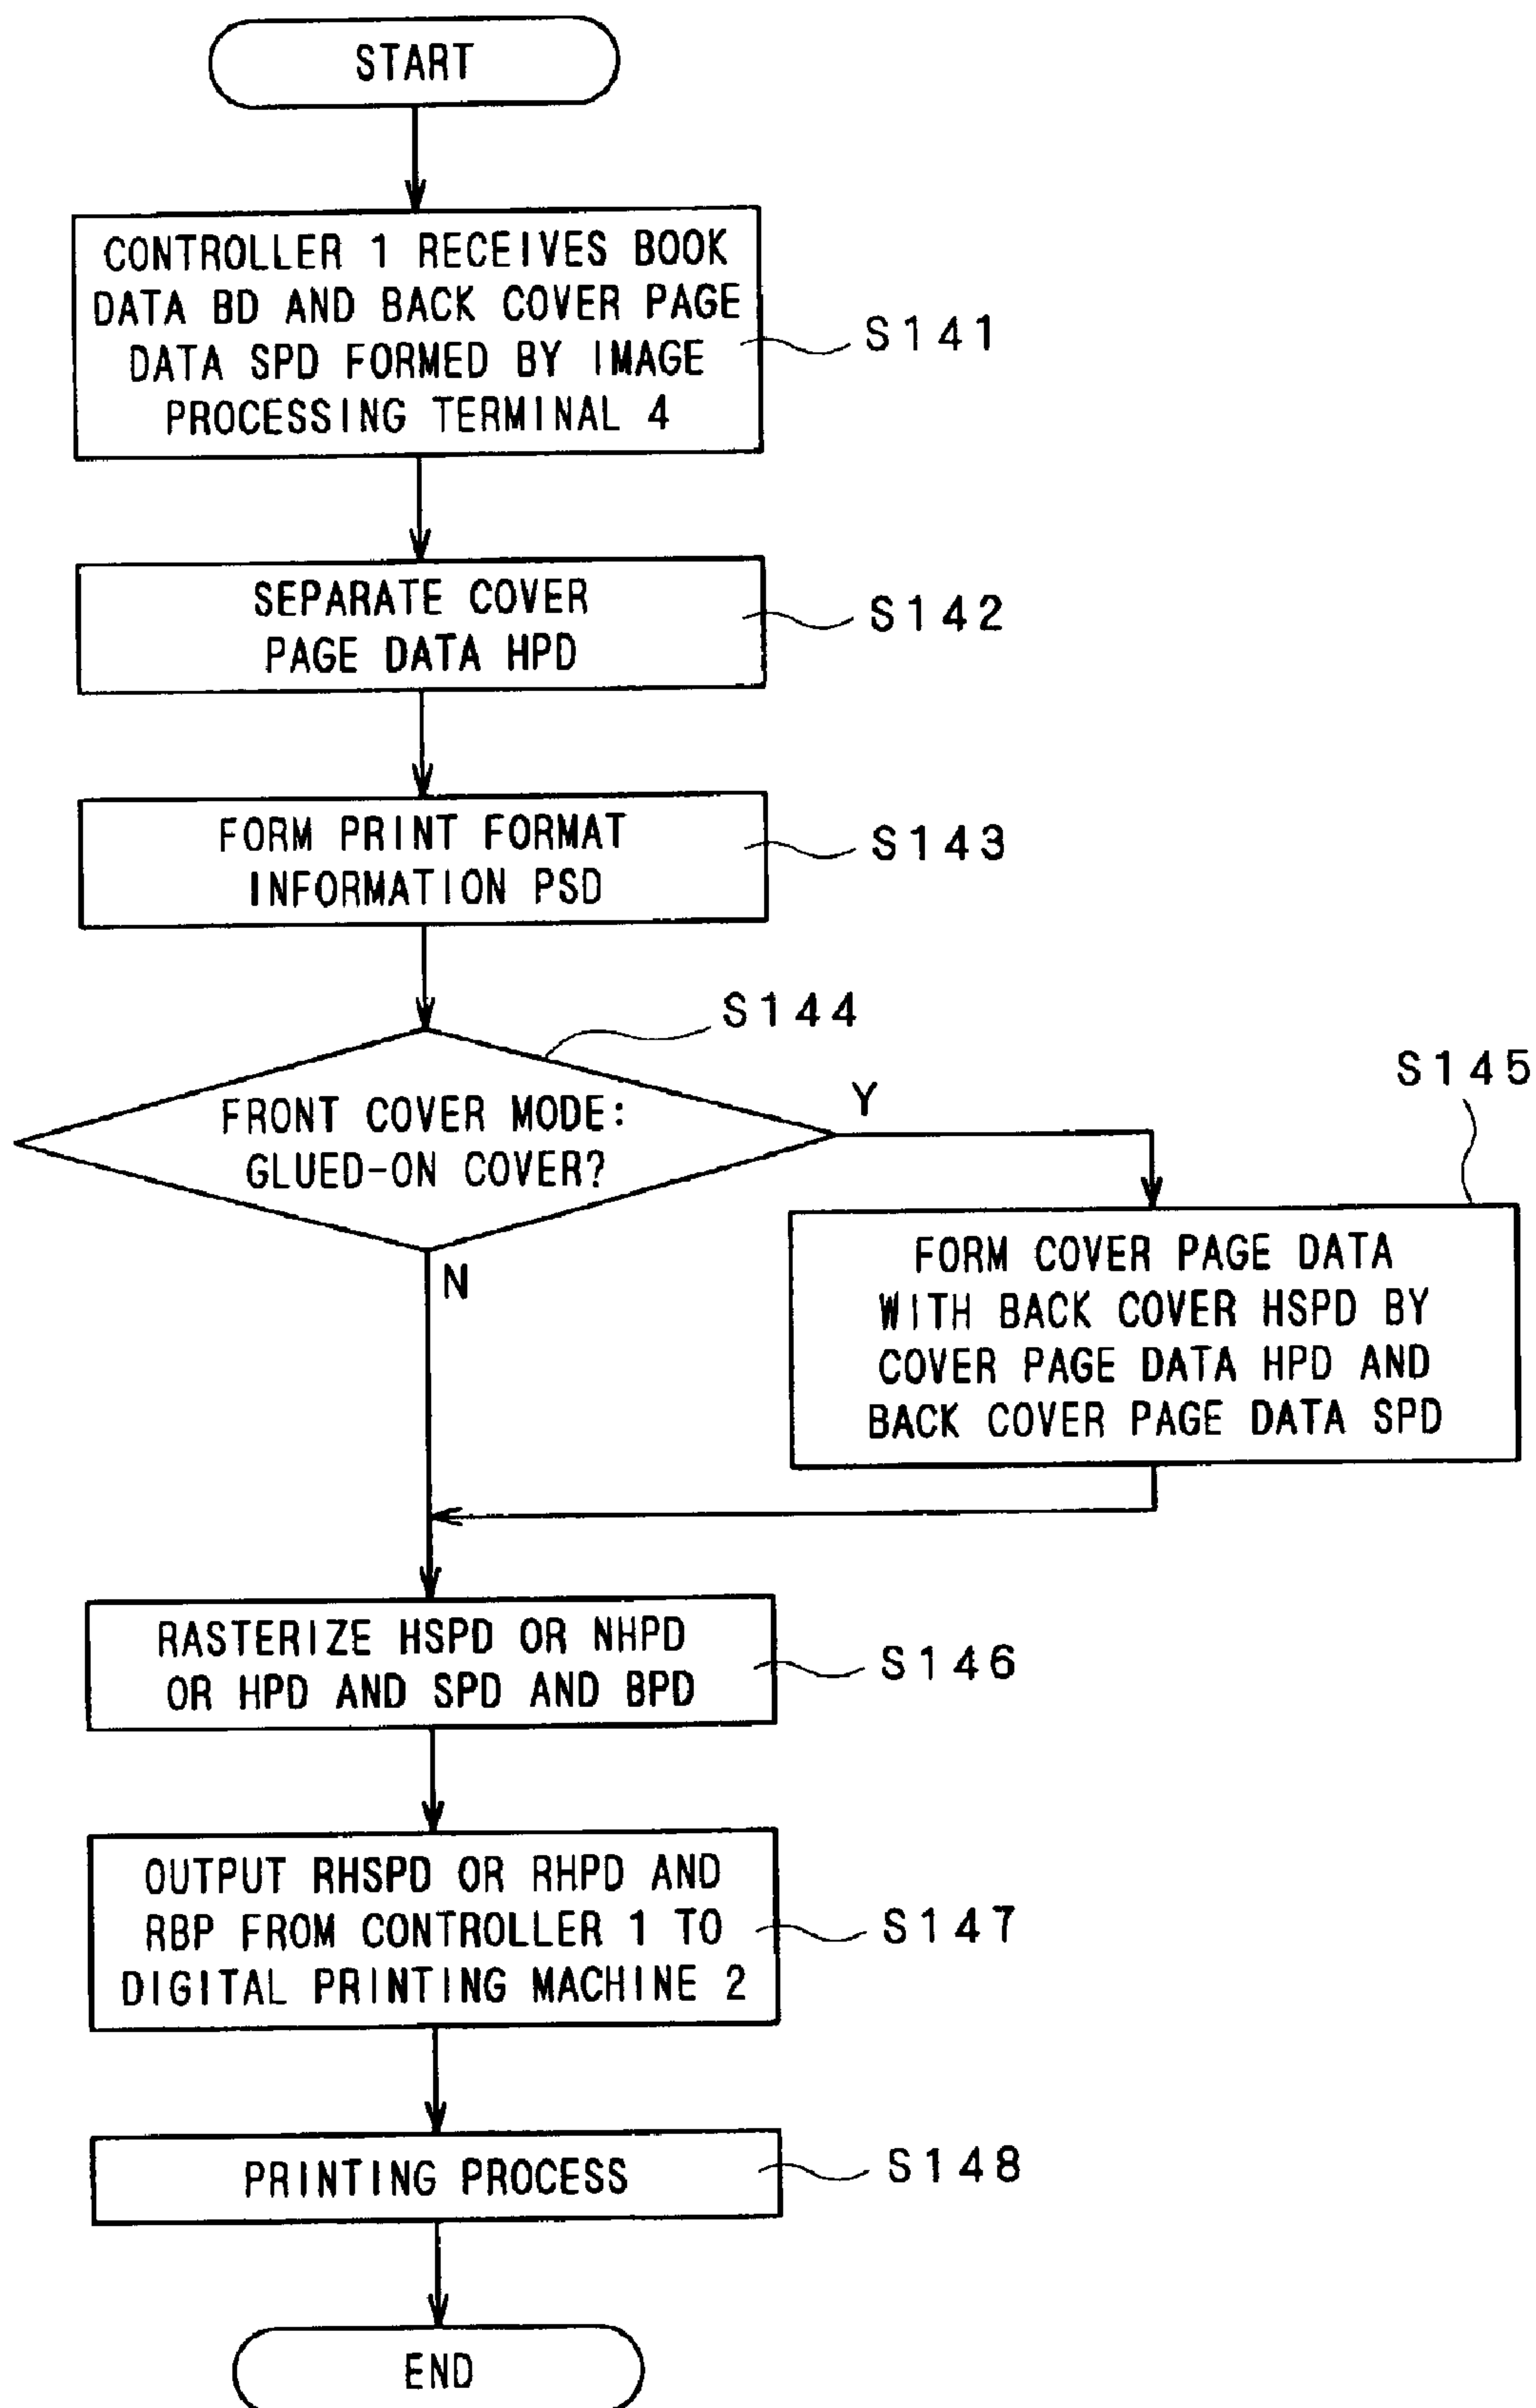 START
CONTROLLER 1 RECEIVES BOOK
DATA BD AND BACK COVER PAGE
DATA SPD FORMED BY IMAGE
PROCESSING TERMINAL 4
S141
SEPARATE COVER
PAGE DATA HPD
S142
FORM PRINT FORMAT
INFORMATION PSD
S143
S144
FRONT COVER MODE:
GLUED-ON COVER?
Y
N
S145
FORM COVER PAGE DATA
WITH BACK COVER HSPD BY
COVER PAGE DATA HPD AND
BACK COVER PAGE DATA SPD
RASTERIZE HSPD OR NHPD
OR HPD AND SPD AND BPD
S146
OUTPUT RHSPD OR RHPD AND
RBP FROM CONTROLLER 1 TO
DIGITAL PRINTING MACHINE 2
S147
PRINTING PROCESS
S148
END